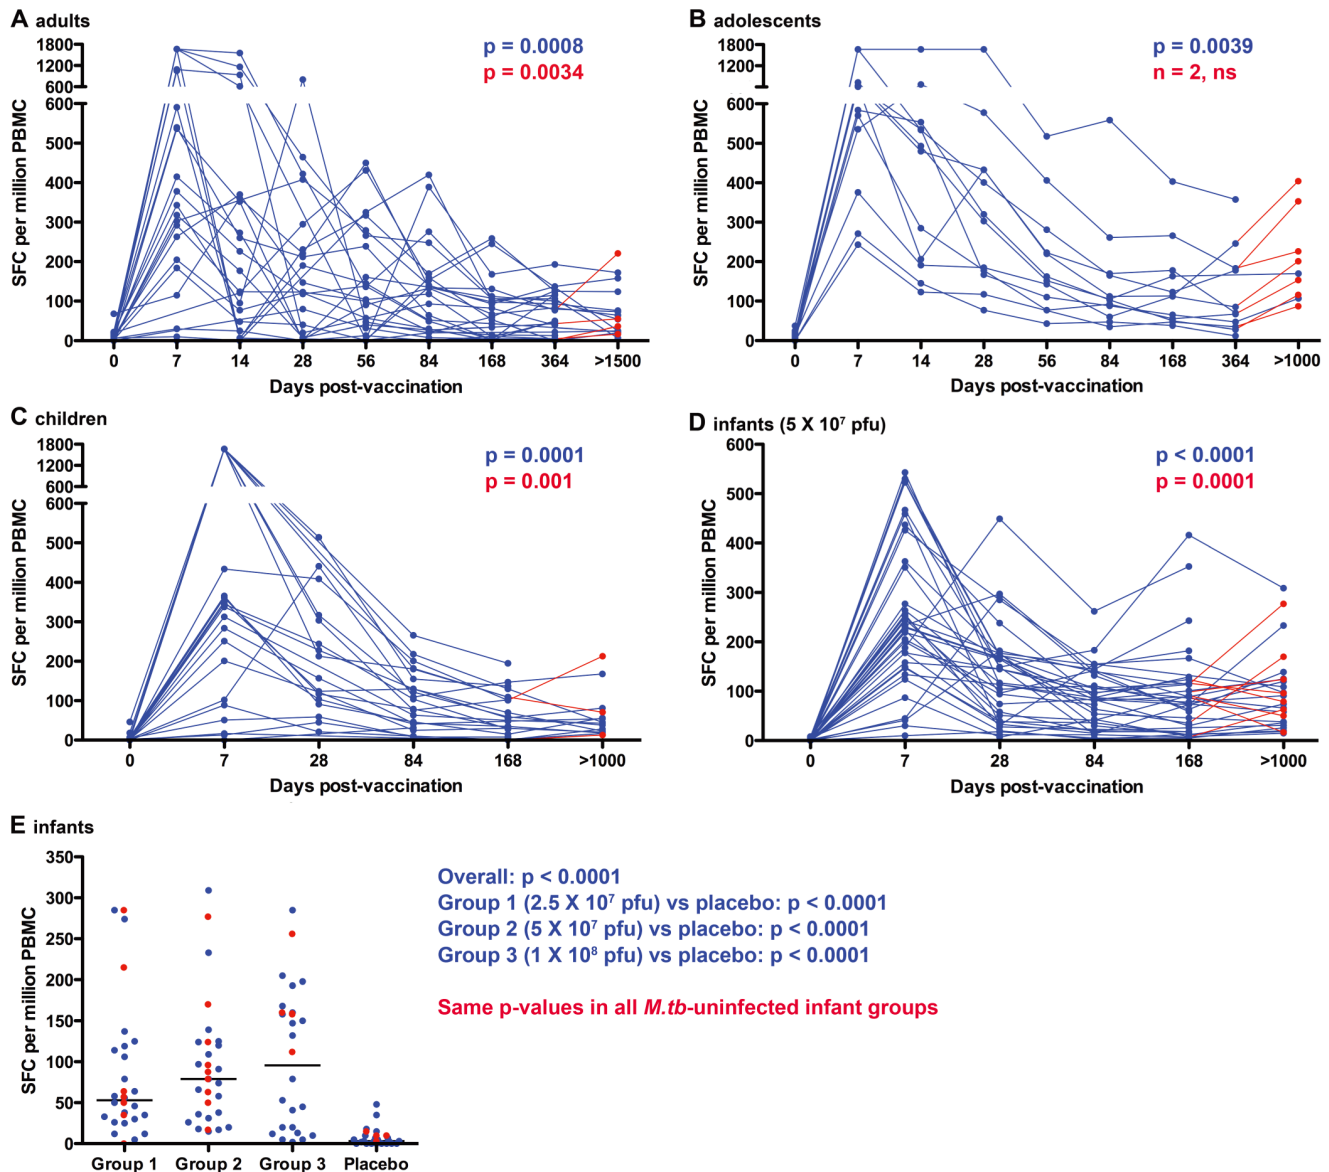 A adults
p = 0.0008
p = 0.0034
SFC per million PBMC
1800
1200
600
600
500
400
300
200
100
0
0 7 14 28 56 84 168 364 >1500
Days post-vaccination
B adolescents
p = 0.0039
n = 2, ns
SFC per million PBMC
1800
1200
600
600
500
400
300
200
100
0
0 7 14 28 56 84 168 364 >1000
Days post-vaccination
C children
p = 0.0001
p = 0.001
SFC per million PBMC
1800
1200
600
600
500
400
300
200
100
0
0 7 28 84 168 >1000
Days post-vaccination
D infants (5 X 10⁷ pfu)
p < 0.0001
p = 0.0001
SFC per million PBMC
600
500
400
300
200
100
0
0 7 28 84 168 >1000
Days post-vaccination
E infants
SFC per million PBMC
350
300
250
200
150
100
50
0
Group 1 Group 2 Group 3 Placebo
Overall: p < 0.0001
Group 1 (2.5 X 10⁷ pfu) vs placebo: p < 0.0001
Group 2 (5 X 10⁷ pfu) vs placebo: p < 0.0001
Group 3 (1 X 10⁸ pfu) vs placebo: p < 0.0001
Same p-values in all M.tb-uninfected infant groups